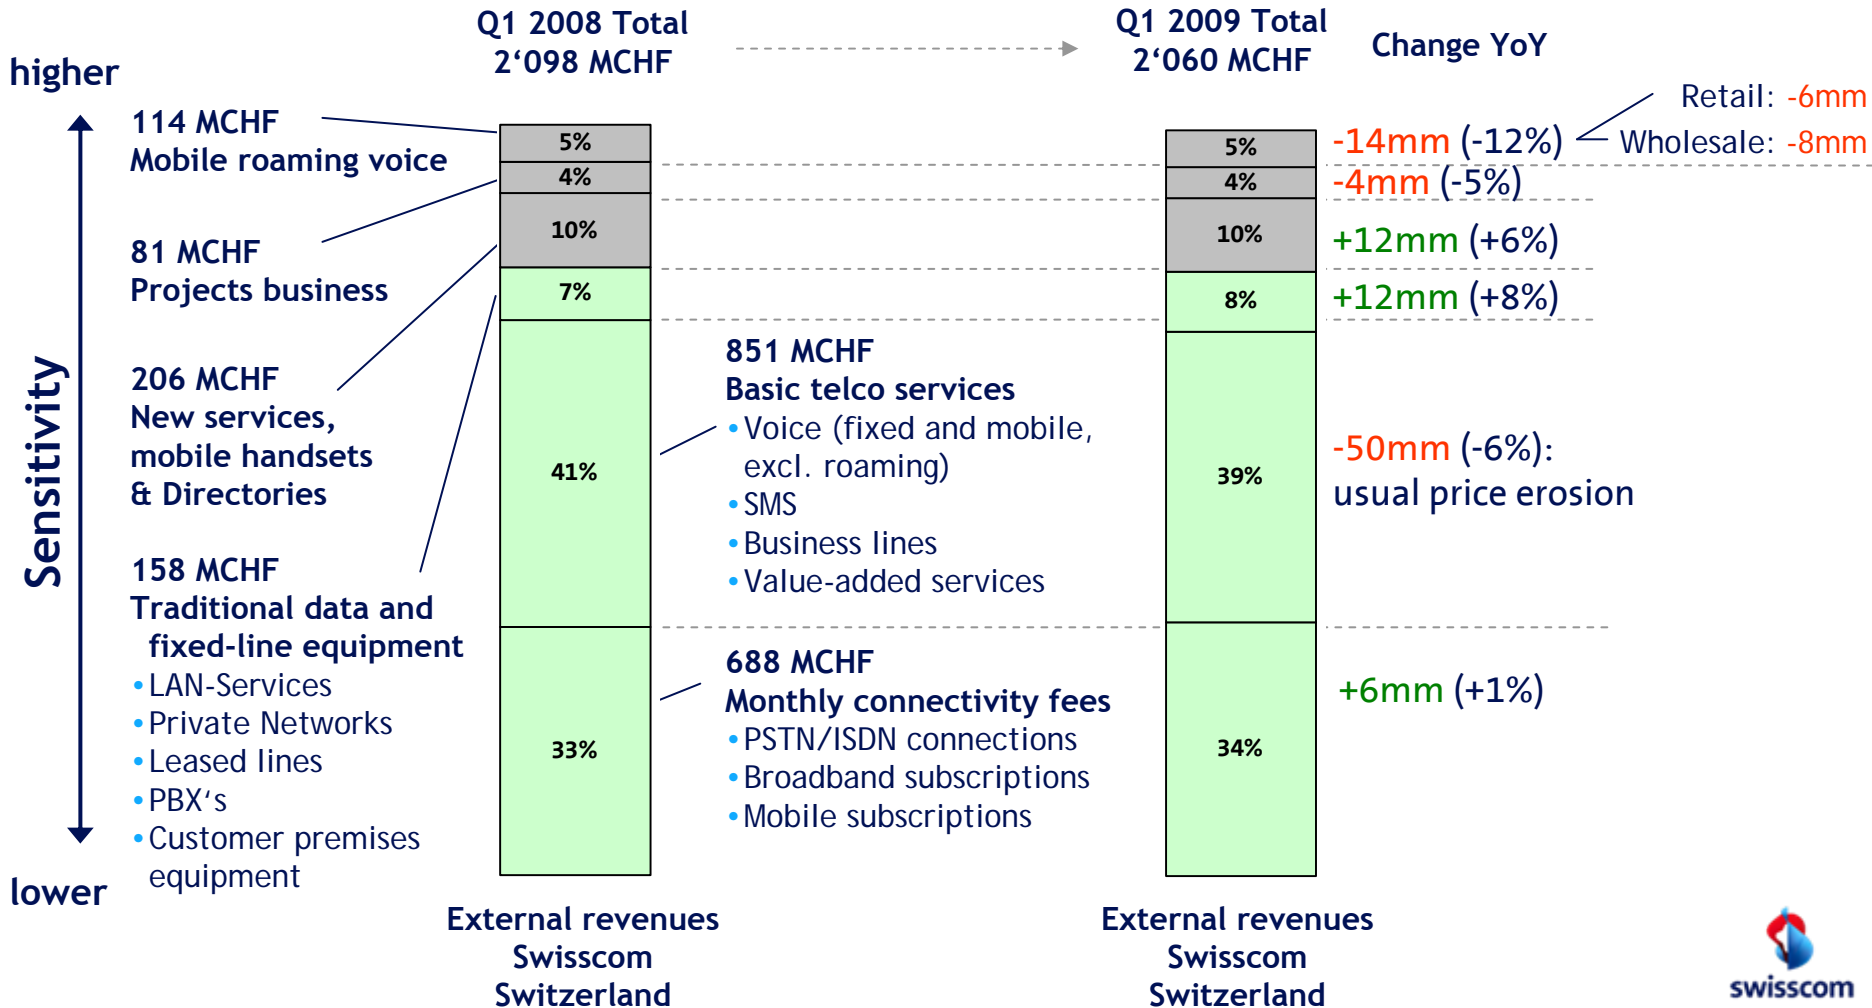 Q1 2008 Total
2‘098 MCHF
Q1 2009 Total
2‘060 MCHF
Change YoY
higher
Sensitivity
lower
114 MCHF
Mobile roaming voice
81 MCHF
Projects business
206 MCHF
New services,
mobile handsets
& Directories
158 MCHF
Traditional data and
fixed-line equipment
•LAN-Services
•Private Networks
•Leased lines
•PBX‘s
•Customer premises
equipment
5%
4%
10%
7%
41%
33%
External revenues
Swisscom
Switzerland
851 MCHF
Basic telco services
•Voice (fixed and mobile,
excl. roaming)
•SMS
•Business lines
•Value-added services
688 MCHF
Monthly connectivity fees
•PSTN/ISDN connections
•Broadband subscriptions
•Mobile subscriptions
5%
4%
10%
8%
39%
34%
External revenues
Swisscom
Switzerland
-14mm (-12%)
Retail: -6mm
Wholesale: -8mm
-4mm (-5%)
+12mm (+6%)
+12mm (+8%)
-50mm (-6%):
usual price erosion
+6mm (+1%)
swisscom